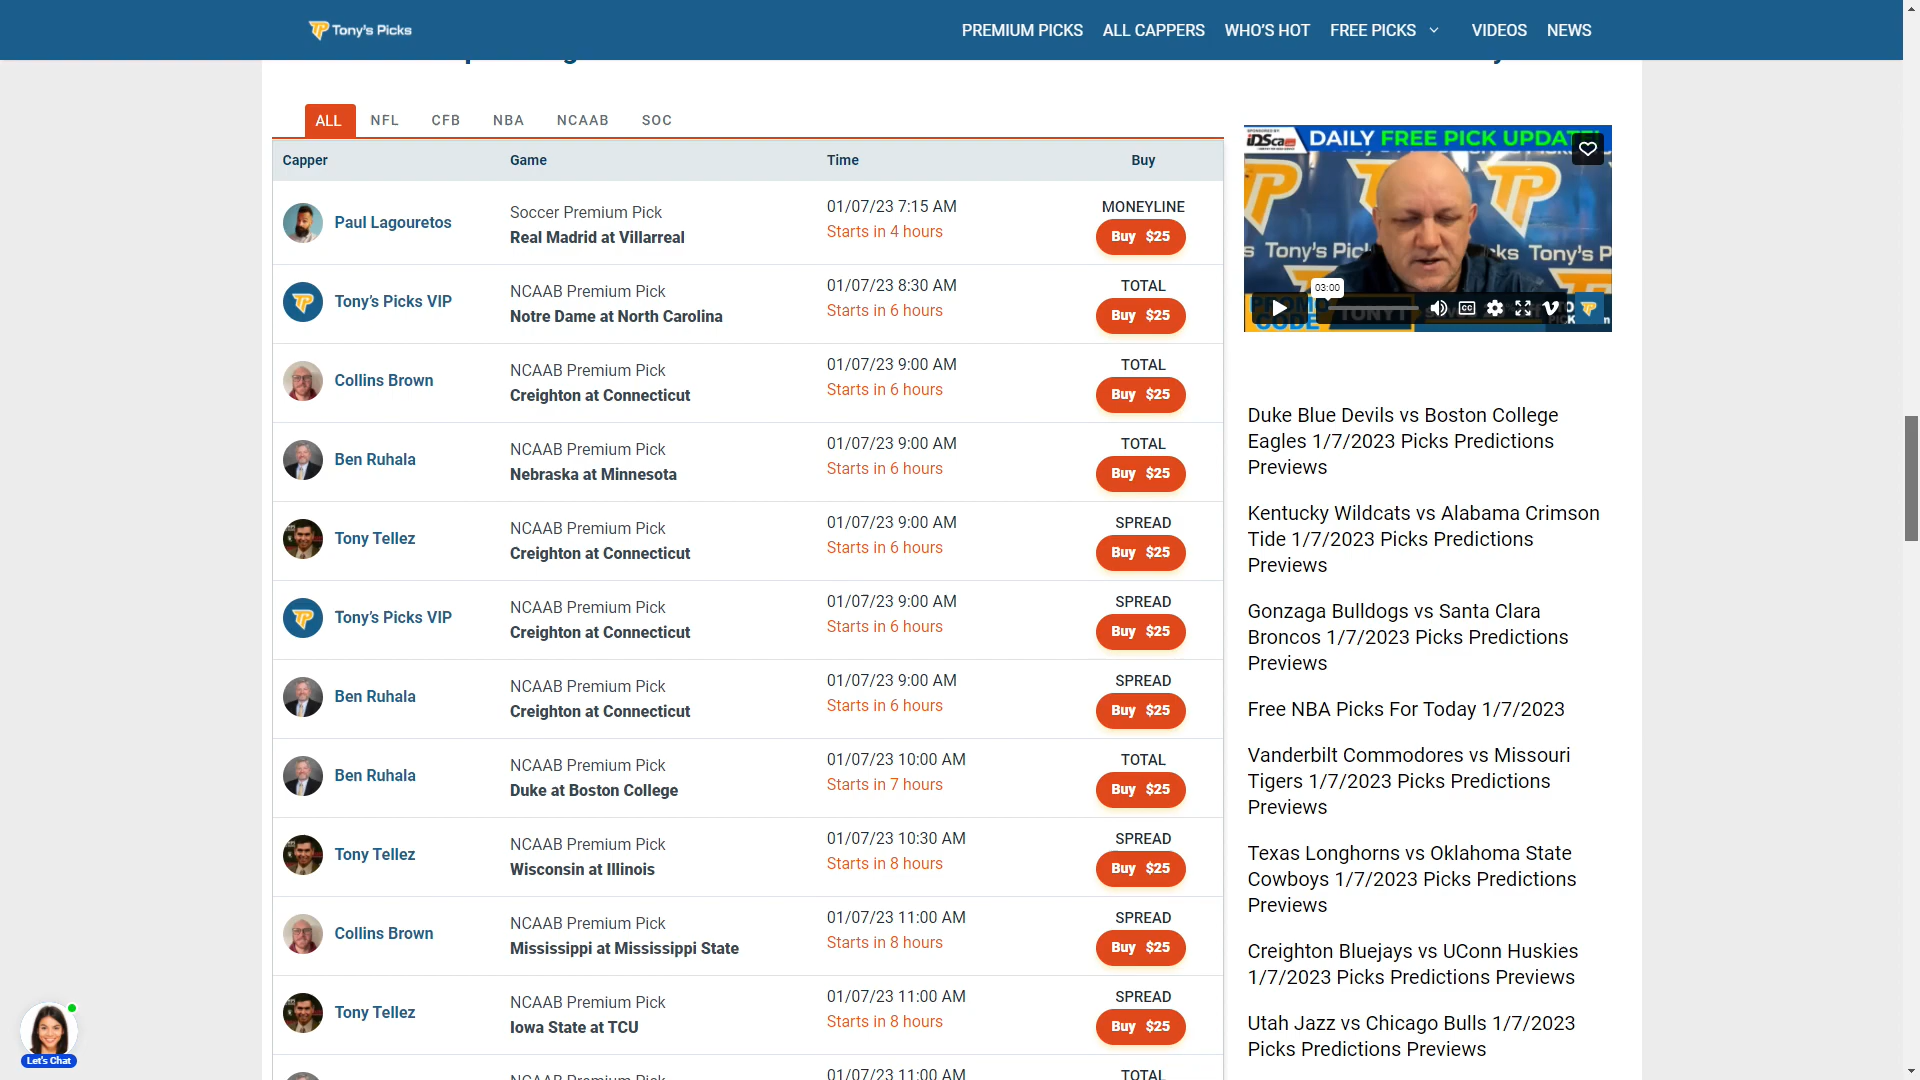 Tony's Picks
PREMIUM PICKS ALL CAPPERS WHO'S HOT FREE PICKS VIDEOS NEWS
ALL NFL CFB NBA NCAAB SOC
Capper Game Time Buy
Paul Lagouretos
Soccer Premium Pick
Real Madrid at Villarreal
01/07/23 7:15 AM
Starts in 4 hours
MONEYLINE
Buy $25
Tony's Picks VIP
NCAAB Premium Pick
Notre Dame at North Carolina
01/07/23 8:30 AM
Starts in 6 hours
TOTAL
Buy $25
Collins Brown
NCAAB Premium Pick
Creighton at Connecticut
01/07/23 9:00 AM
Starts in 6 hours
TOTAL
Buy $25
Ben Ruhala
NCAAB Premium Pick
Nebraska at Minnesota
01/07/23 9:00 AM
Starts in 6 hours
TOTAL
Buy $25
Tony Tellez
NCAAB Premium Pick
Creighton at Connecticut
01/07/23 9:00 AM
Starts in 6 hours
SPREAD
Buy $25
Tony's Picks VIP
NCAAB Premium Pick
Creighton at Connecticut
01/07/23 9:00 AM
Starts in 6 hours
SPREAD
Buy $25
Ben Ruhala
NCAAB Premium Pick
Creighton at Connecticut
01/07/23 9:00 AM
Starts in 6 hours
SPREAD
Buy $25
Ben Ruhala
NCAAB Premium Pick
Duke at Boston College
01/07/23 10:00 AM
Starts in 7 hours
TOTAL
Buy $25
Tony Tellez
NCAAB Premium Pick
Wisconsin at Illinois
01/07/23 10:30 AM
Starts in 8 hours
SPREAD
Buy $25
Collins Brown
NCAAB Premium Pick
Mississippi at Mississippi State
01/07/23 11:00 AM
Starts in 8 hours
SPREAD
Buy $25
Tony Tellez
NCAAB Premium Pick
Iowa State at TCU
01/07/23 11:00 AM
Starts in 8 hours
SPREAD
Buy $25
NCAAB Premium Pick
01/07/23 11:00 AM
TOTAL
DAILY FREE PICK UPDATE
Tony's Pic
ks Tony's P
03:00
PROMO
CODE
TONYT
CC
Duke Blue Devils vs Boston College
Eagles 1/7/2023 Picks Predictions
Previews
Kentucky Wildcats vs Alabama Crimson
Tide 1/7/2023 Picks Predictions
Previews
Gonzaga Bulldogs vs Santa Clara
Broncos 1/7/2023 Picks Predictions
Previews
Free NBA Picks For Today 1/7/2023
Vanderbilt Commodores vs Missouri
Tigers 1/7/2023 Picks Predictions
Previews
Texas Longhorns vs Oklahoma State
Cowboys 1/7/2023 Picks Predictions
Previews
Creighton Bluejays vs UConn Huskies
1/7/2023 Picks Predictions Previews
Utah Jazz vs Chicago Bulls 1/7/2023
Picks Predictions Previews
Let's Chat